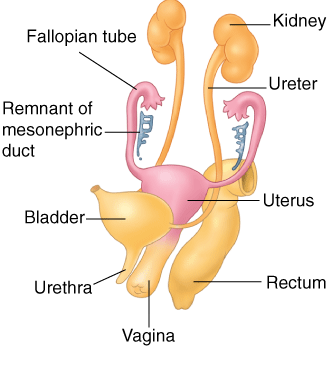 Kidney
Fallopian tube
Ureter
Remnant of
mesonephric
duct
Uterus
Bladder
Urethra
Rectum
Vagina